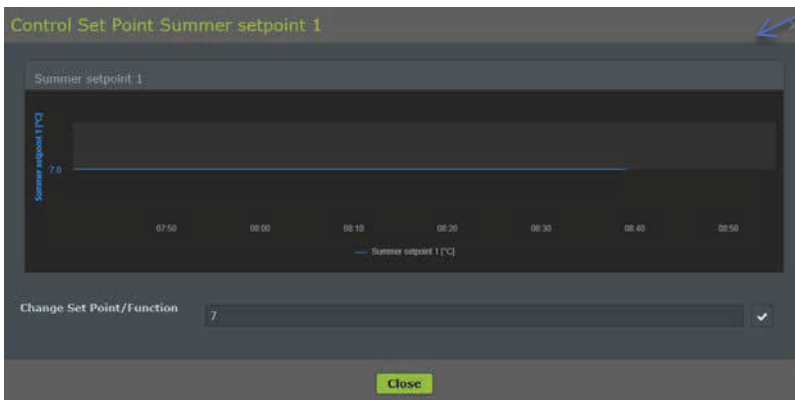 Control Set Point Summer setpoint 1
Summer setpoint 1
Summer setpoint 1 [°C]
7.0
07:50 08:00 08:10 08:20 08:30 08:40 08:50
Summer setpoint 1 [°C]
Change Set Point/Function
7
Close